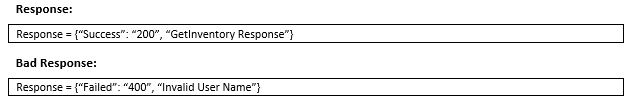 Response:
Response = {“Success”: “200”, “GetInventory Response”}
Bad Response:
Response = {“Failed”: “400”, “Invalid User Name”}